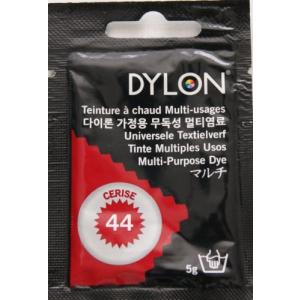 DYLON
Teinture à chaud Multi-usages
다이론 가정용 무독성 멀티염료
Universele Textielverf
Tinte Multiples Usos
Multi-Purpose Dye
マルチ
CERISE
44
5g